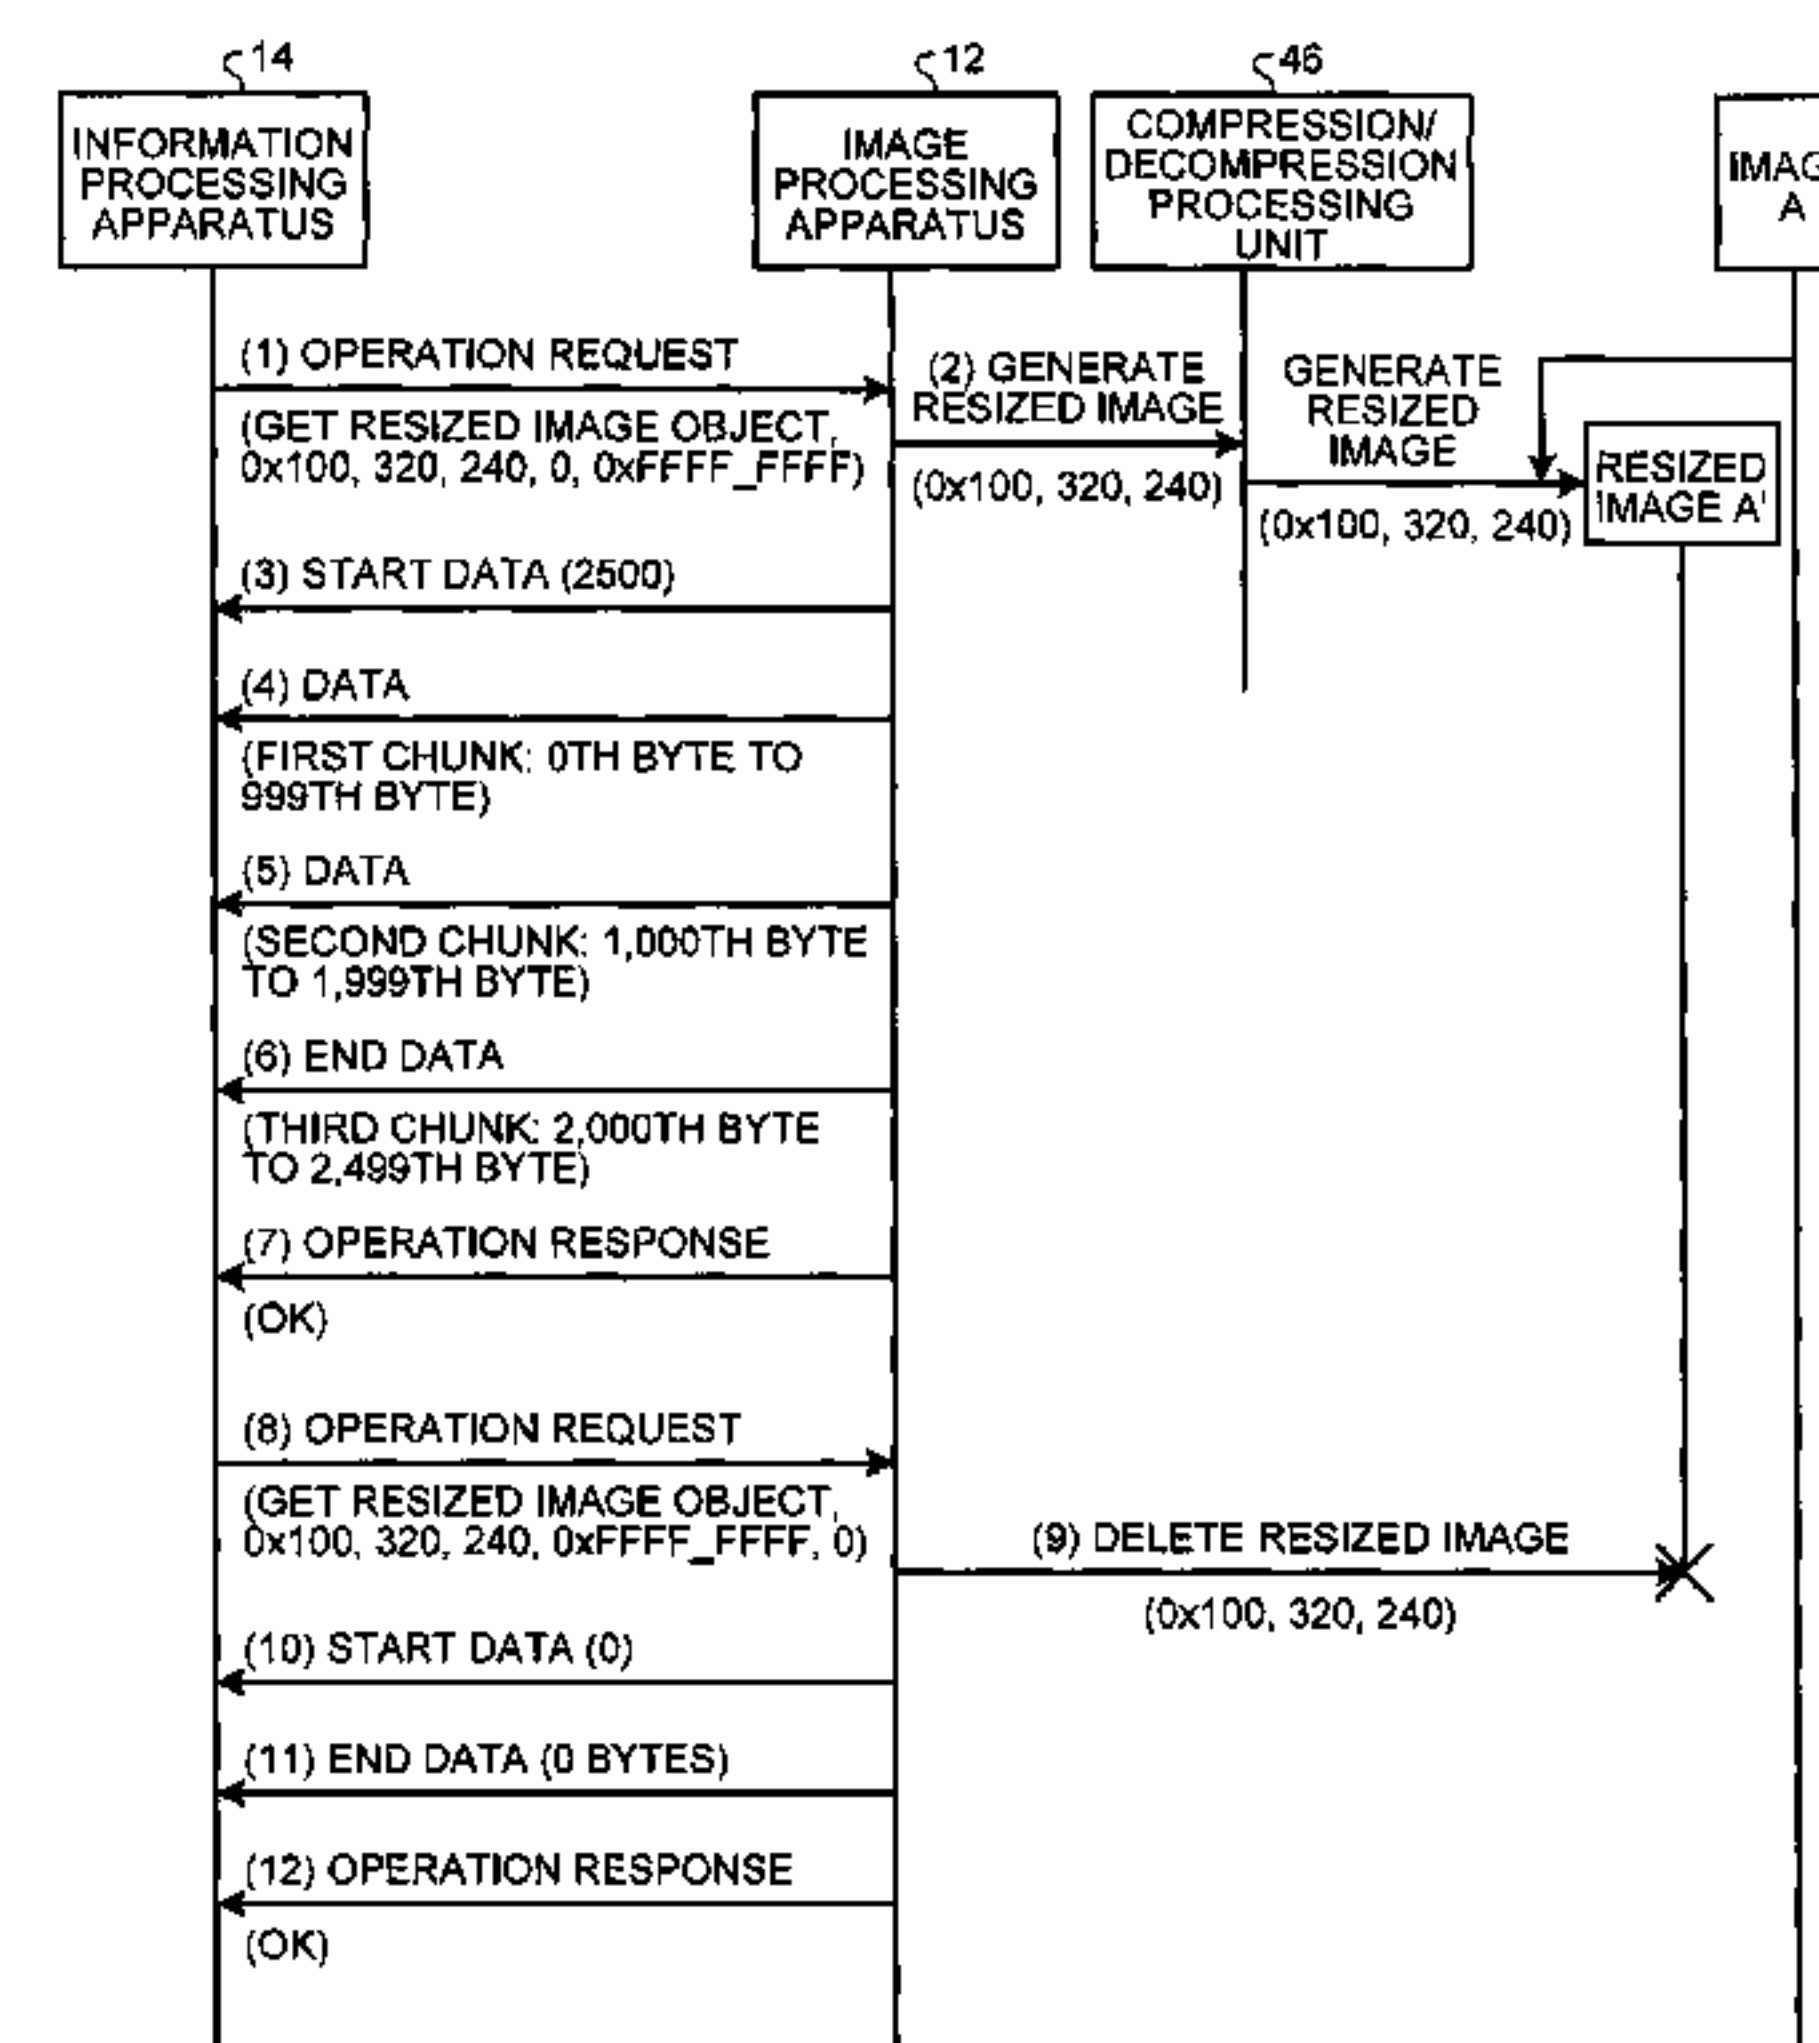 14
12
46
INFORMATION
PROCESSING
APPARATUS
IMAGE
PROCESSING
APPARATUS
COMPRESSION/
DECOMPRESSION
PROCESSING
UNIT
A
(1) OPERATION REQUEST
(GET RESIZED IMAGE OBJECT,
0x100, 320, 240, 0, 0xFFFF_FFFF)
(2) GENERATE
RESIZED IMAGE
(0x100, 320, 240)
GENERATE
RESIZED
IMAGE
(0x100, 320, 240)
RESIZED
IMAGE A'
(3) START DATA (2500)
(4) DATA
(FIRST CHUNK: 0TH BYTE TO
999TH BYTE)
(5) DATA
(SECOND CHUNK: 1,000TH BYTE
TO 1,999TH BYTE)
(6) END DATA
(THIRD CHUNK: 2,000TH BYTE
TO 2,499TH BYTE)
(7) OPERATION RESPONSE
(OK)
(8) OPERATION REQUEST
(GET RESIZED IMAGE OBJECT,
0x100, 320, 240, 0xFFFF_FFFF, 0)
(9) DELETE RESIZED IMAGE
(0x100, 320, 240)
(10) START DATA (0)
(11) END DATA (0 BYTES)
(12) OPERATION RESPONSE
(OK)